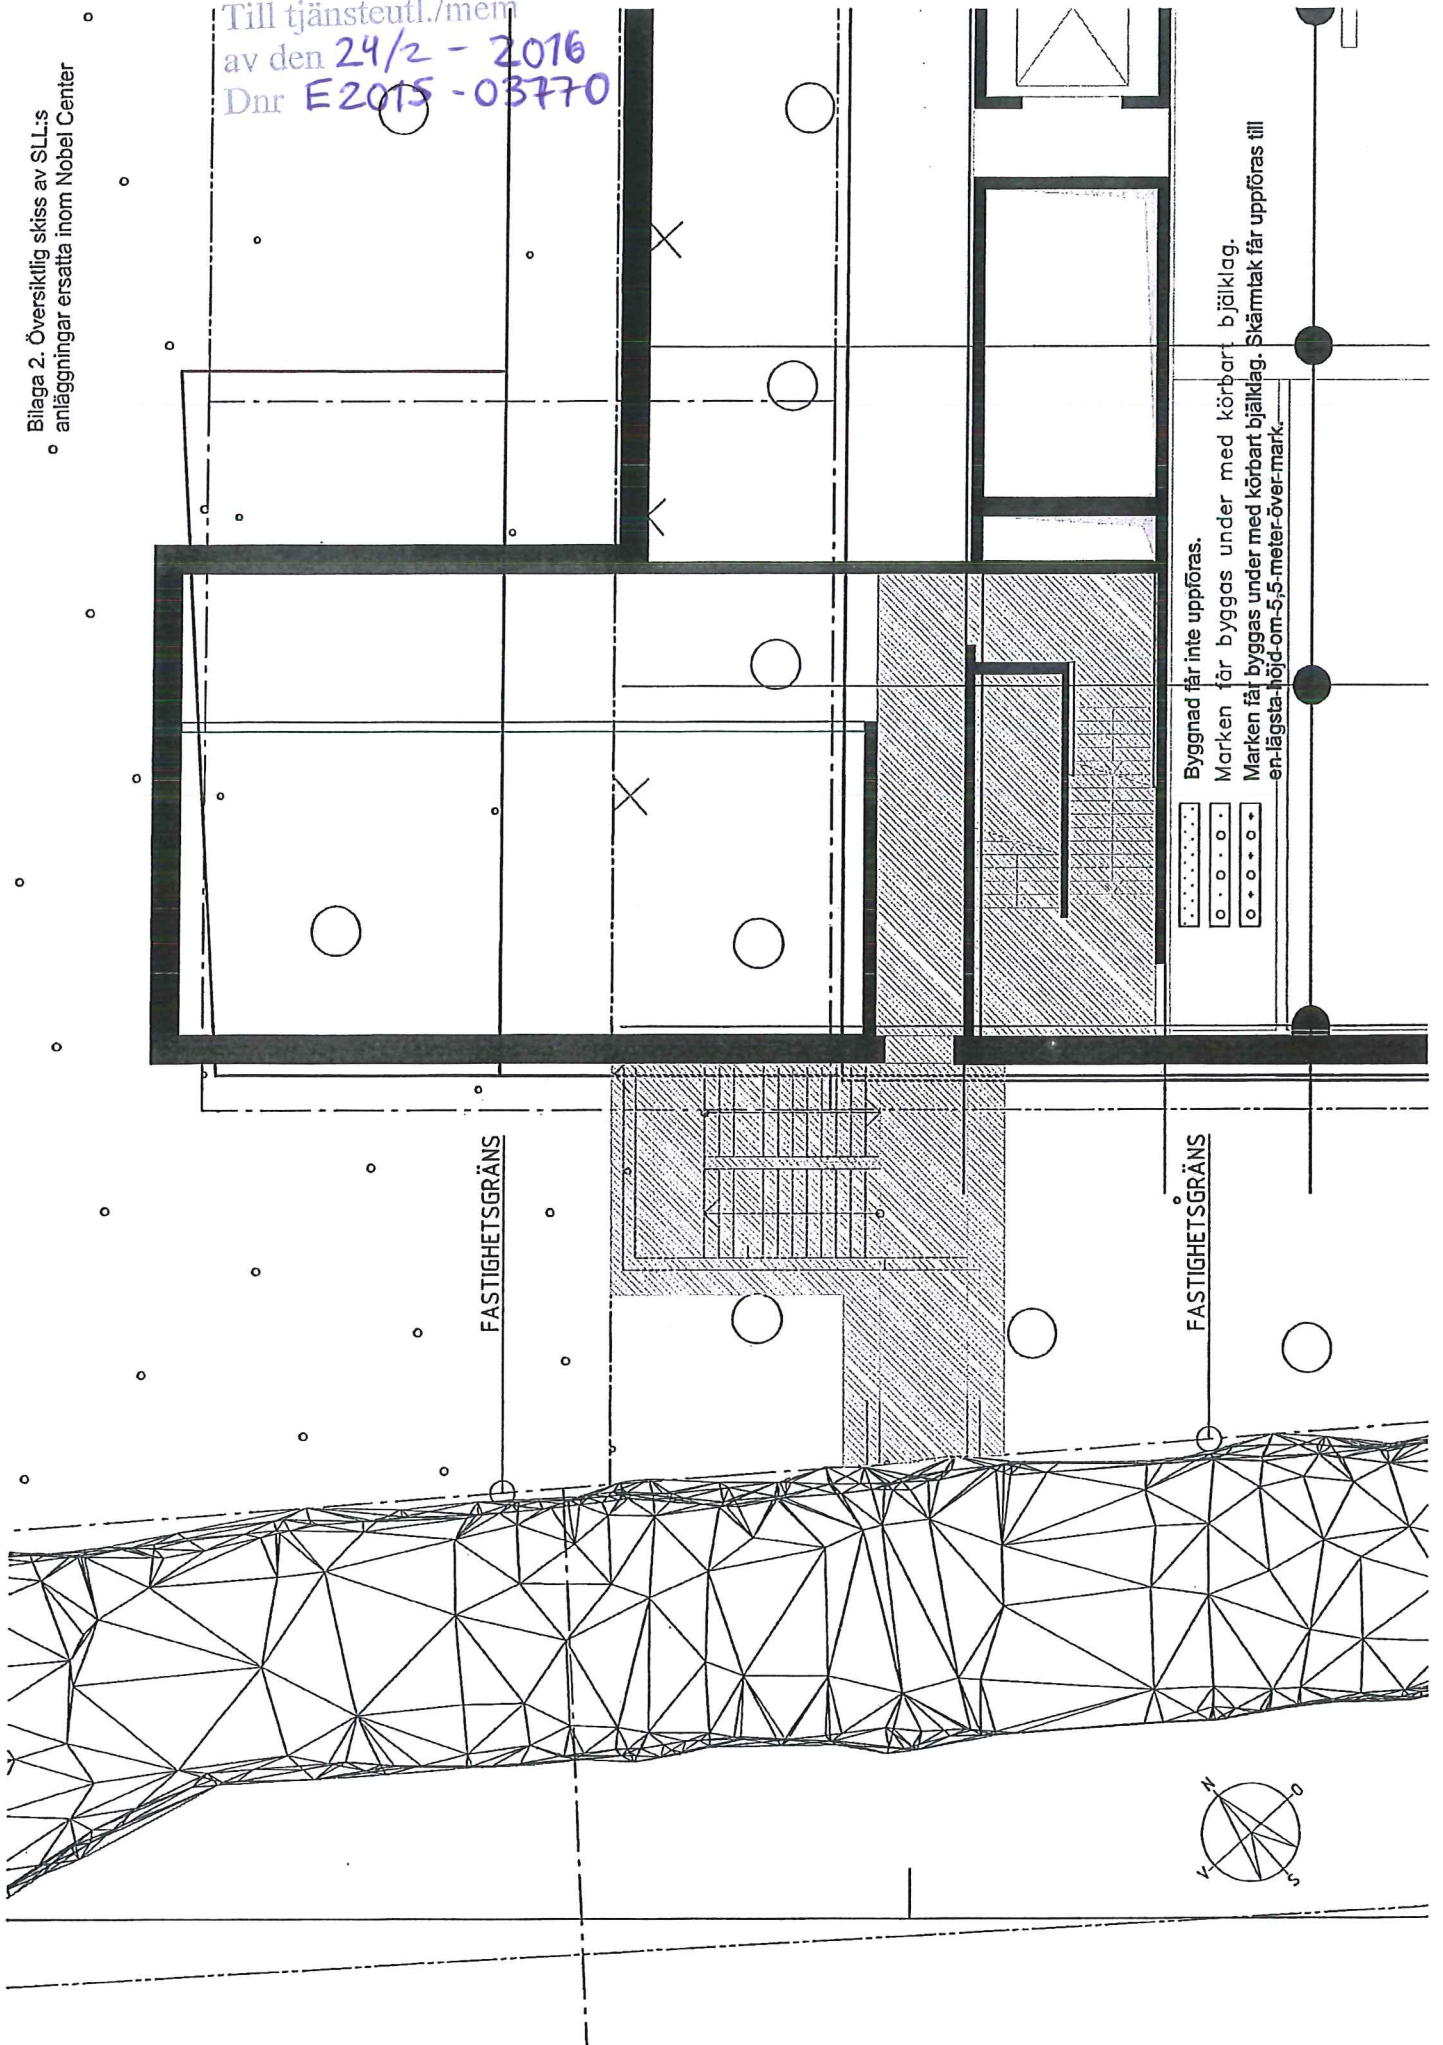 Till tjänsteutl./mem
av den 24/2 - 2016
Dnr E2015-03770
Bilaga 2. Översiktlig skiss av SLL:s
anläggningar ersatta inom Nobel Center
Byggnad får inte uppföras.
Marken får byggas under med körbart bjälklag.
Marken får byggas under med körbart bjälklag. Skärmtak får uppföras till
en lägsta höjd om 5,5 meter över mark.
FASTIGHETSGRÄNS
FASTIGHETSGRÄNS
N
O
V
S